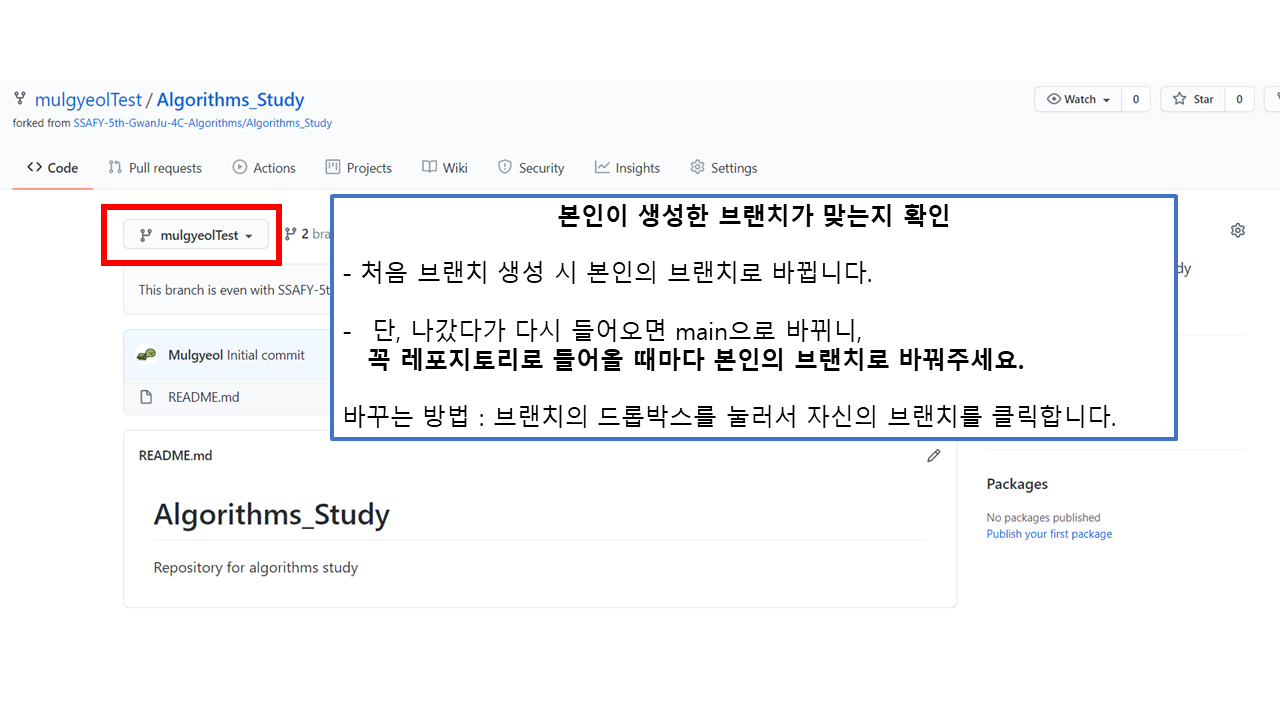 mulgyeolTest / Algorithms_Study
Watch 0 Star 0
forked from SSAFY-5th-GwanJu-4C-Algorithms/Algorithms_Study
Code Pull requests Actions Projects Wiki Security Insights Settings
mulgyeolTest 2
본인이 생성한 브랜치가 맞는지 확인
- 처음 브랜치 생성 시 본인의 브랜치로 바뀝니다.
- 단, 나갔다가 다시 들어오면 main으로 바뀌니,
꼭 레포지토리로 들어올 때마다 본인의 브랜치로 바꿔주세요.
바꾸는 방법 : 브랜치의 드롭박스를 눌러서 자신의 브랜치를 클릭합니다.
This branch is even with SSAFY-5t
Mulgyeol Initial commit
README.md
README.md
Algorithms_Study
Repository for algorithms study
Packages
No packages published
Publish your first package